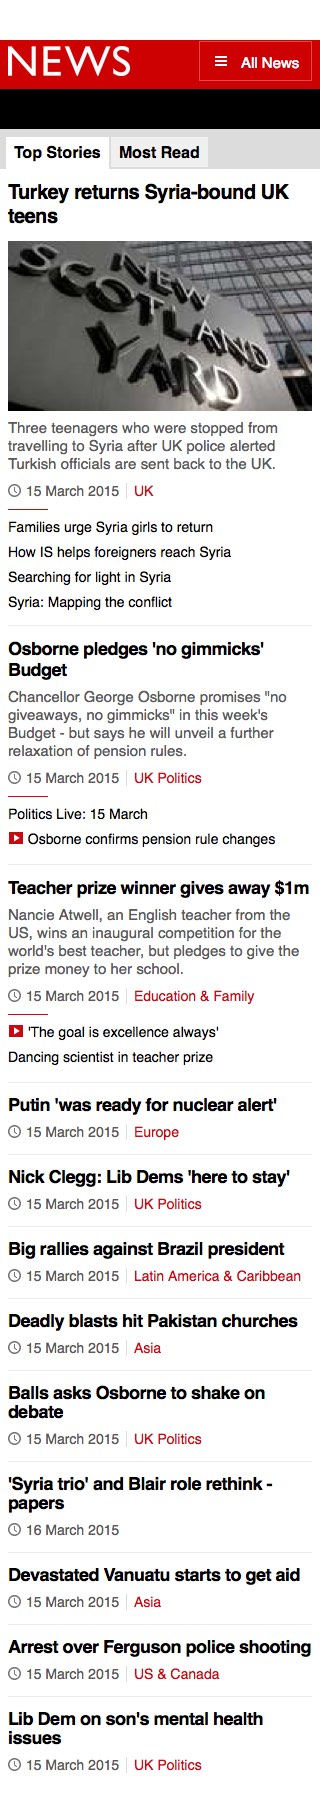 NEWS
All News
Top Stories
Most Read
Turkey returns Syria-bound UK
teens
NEW
SCOTLAND
YARD
Three teenagers who were stopped from
travelling to Syria after UK police alerted
Turkish officials are sent back to the UK.
15 March 2015 UK
Families urge Syria girls to return
How IS helps foreigners reach Syria
Searching for light in Syria
Syria: Mapping the conflict
Osborne pledges 'no gimmicks'
Budget
Chancellor George Osborne promises "no
giveaways, no gimmicks" in this week's
Budget - but says he will unveil a further
relaxation of pension rules.
15 March 2015 UK Politics
Politics Live: 15 March
Osborne confirms pension rule changes
Teacher prize winner gives away $1m
Nancie Atwell, an English teacher from the
US, wins an inaugural competition for the
world's best teacher, but pledges to give the
prize money to her school.
15 March 2015 Education & Family
'The goal is excellence always'
Dancing scientist in teacher prize
Putin 'was ready for nuclear alert'
15 March 2015 Europe
Nick Clegg: Lib Dems 'here to stay'
15 March 2015 UK Politics
Big rallies against Brazil president
15 March 2015 Latin America & Caribbean
Deadly blasts hit Pakistan churches
15 March 2015 Asia
Balls asks Osborne to shake on
debate
15 March 2015 UK Politics
'Syria trio' and Blair role rethink -
papers
16 March 2015
Devastated Vanuatu starts to get aid
15 March 2015 Asia
Arrest over Ferguson police shooting
15 March 2015 US & Canada
Lib Dem on son's mental health
issues
15 March 2015 UK Politics